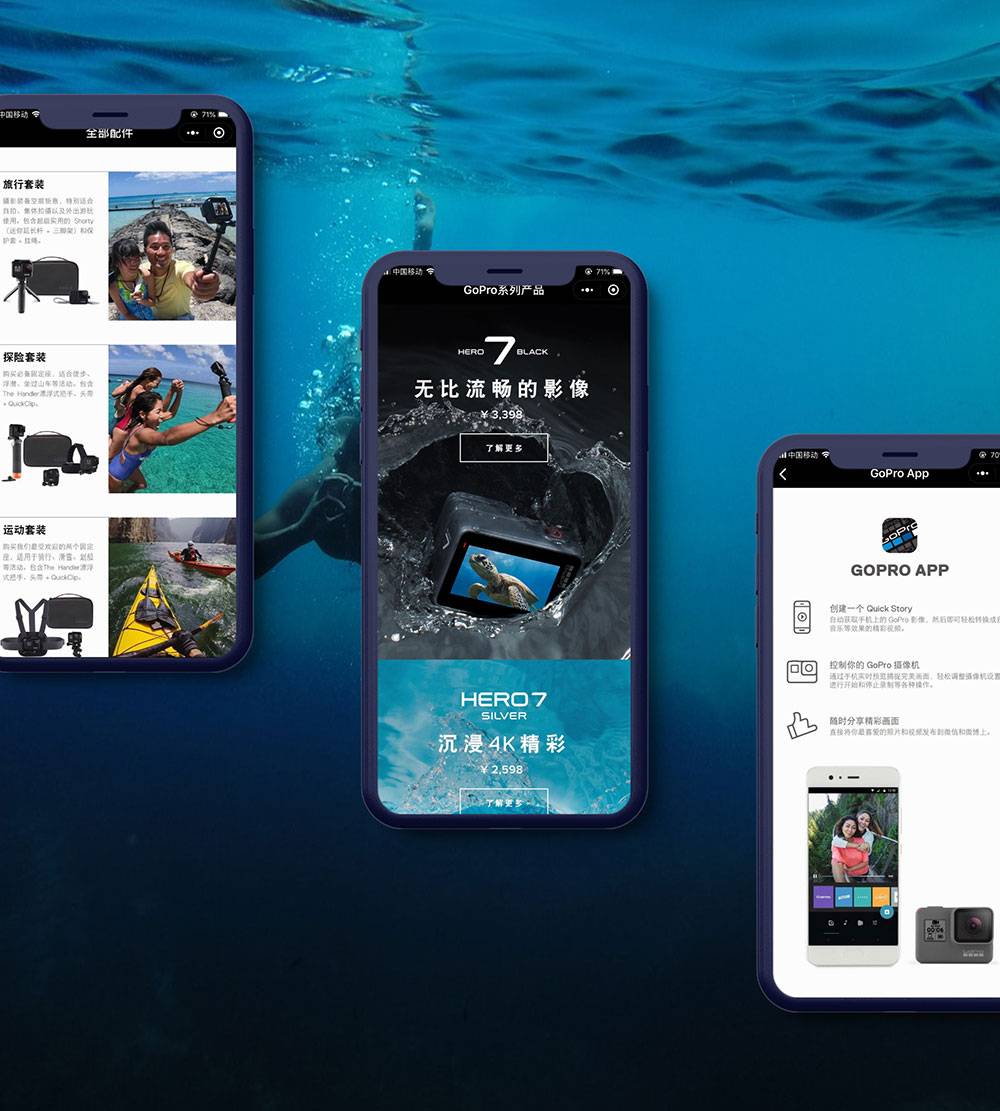 中国移动
71%
全部配件
旅行套装
摄影装备空前轻质，特别适合
自拍、集体拍摄以及外出游玩
使用。包含超级实用的 Shorty
（迷你延长杆 + 三脚架）和保
护套 + 挂绳。
探险套装
购买必备固定座，适合徒步、
浮潜、坐过山车等活动。包含
The Handler漂浮式把手、头带
+ QuickClip。
运动套装
购买我们最受欢迎的两个固定
座，适用于骑行、滑雪、划船
等活动。包含The Handler漂浮
式把手、头带 + QuickClip。
中国移动
71%
GoPro系列产品
HERO 7 BLACK
无比流畅的影像
¥ 3,398
了解更多
HERO7
SILVER
沉浸4K精彩
¥ 2,598
了解更多
中国移动
70%
GoPro App
GoPro
GOPRO APP
创建一个 Quick Story
自动获取手机上的 GoPro 影像，然后即可轻松转换成
音乐等效果的精彩视频。
控制你的 GoPro 摄像机
通过手机实时预览捕捉完美画面，轻松调整摄像机设置
进行开始和停止录制等各种操作。
随时分享精彩画面
直接将你最喜爱的照片和视频发布到微信和微博上。